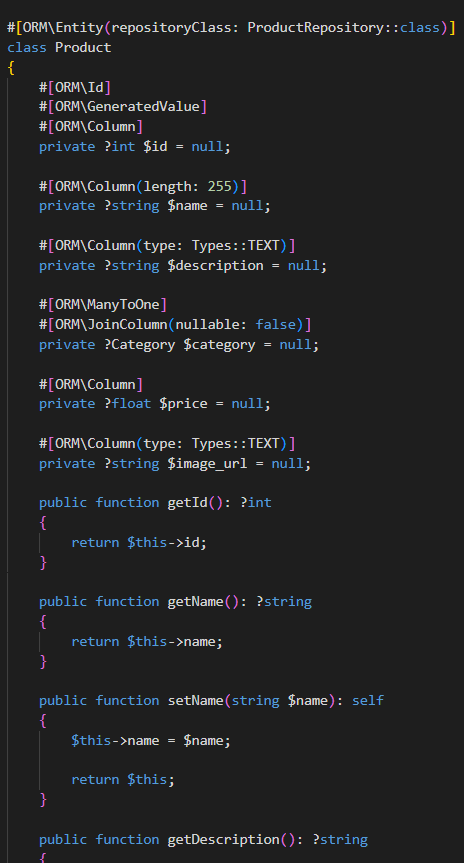 #[ORM\Entity(repositoryClass: ProductRepository::class)]
class Product
{
    #[ORM\Id]
    #[ORM\GeneratedValue]
    #[ORM\Column]
    private ?int $id = null;

    #[ORM\Column(length: 255)]
    private ?string $name = null;

    #[ORM\Column(type: Types::TEXT)]
    private ?string $description = null;

    #[ORM\ManyToOne]
    #[ORM\JoinColumn(nullable: false)]
    private ?Category $category = null;

    #[ORM\Column]
    private ?float $price = null;

    #[ORM\Column(type: Types::TEXT)]
    private ?string $image_url = null;

    public function getId(): ?int
    {
        return $this->id;
    }

    public function getName(): ?string
    {
        return $this->name;
    }

    public function setName(string $name): self
    {
        $this->name = $name;

        return $this;
    }

    public function getDescription(): ?string
    {